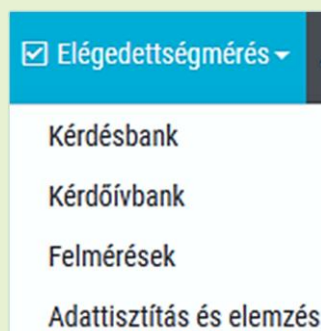 Elégedettségmérés
Kérdésbank
Kérdőívbank
Felmérések
Adattisztítás és elemzés